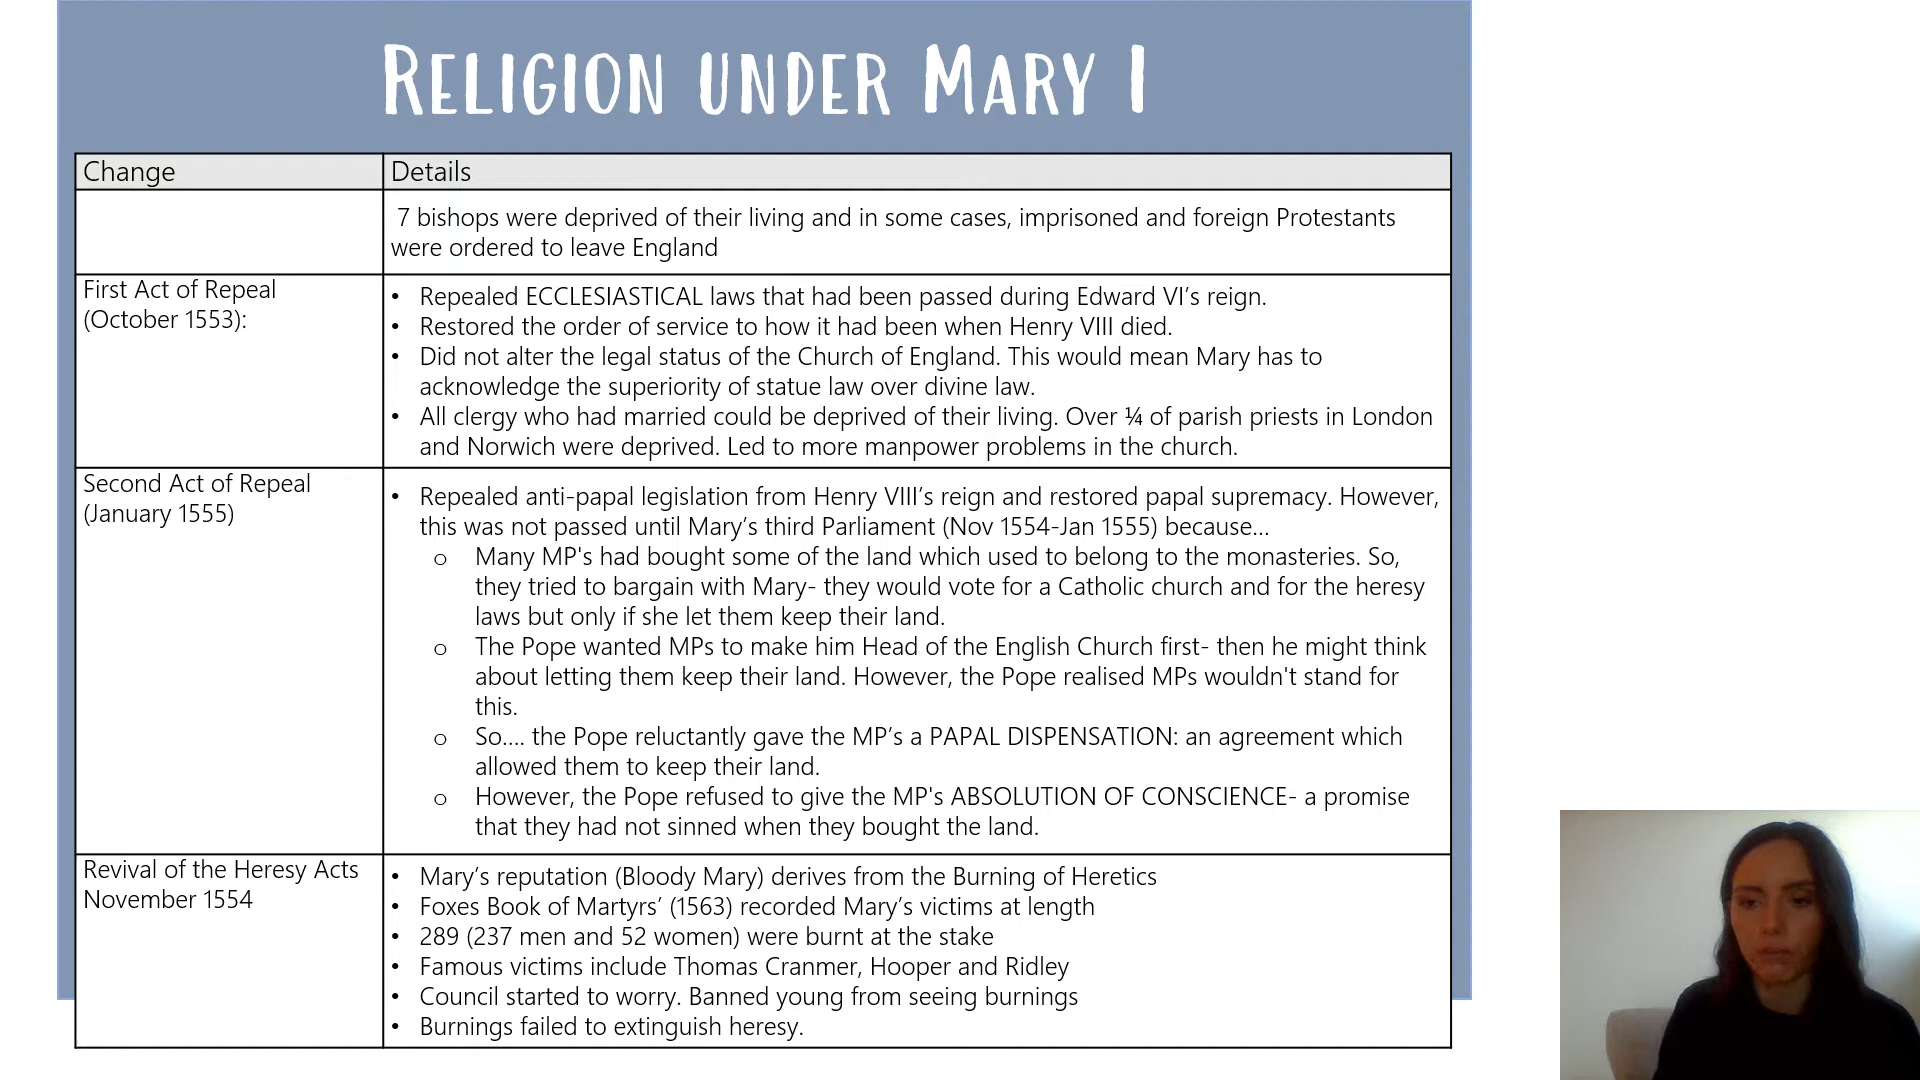 RELIGION UNDER MARY I
Change
Details
7 bishops were deprived of their living and in some cases, imprisoned and foreign Protestants
were ordered to leave England
First Act of Repeal
(October 1553):
• Repealed ECCLESIASTICAL laws that had been passed during Edward VI’s reign.
• Restored the order of service to how it had been when Henry VIII died.
• Did not alter the legal status of the Church of England. This would mean Mary has to
acknowledge the superiority of statue law over divine law.
• All clergy who had married could be deprived of their living. Over ¼ of parish priests in London
and Norwich were deprived. Led to more manpower problems in the church.
Second Act of Repeal
(January 1555)
• Repealed anti-papal legislation from Henry VIII’s reign and restored papal supremacy. However,
this was not passed until Mary’s third Parliament (Nov 1554-Jan 1555) because…
o Many MP's had bought some of the land which used to belong to the monasteries. So,
they tried to bargain with Mary- they would vote for a Catholic church and for the heresy
laws but only if she let them keep their land.
o The Pope wanted MPs to make him Head of the English Church first- then he might think
about letting them keep their land. However, the Pope realised MPs wouldn't stand for
this.
o So…. the Pope reluctantly gave the MP’s a PAPAL DISPENSATION: an agreement which
allowed them to keep their land.
o However, the Pope refused to give the MP's ABSOLUTION OF CONSCIENCE- a promise
that they had not sinned when they bought the land.
Revival of the Heresy Acts
November 1554
• Mary’s reputation (Bloody Mary) derives from the Burning of Heretics
• Foxes Book of Martyrs’ (1563) recorded Mary’s victims at length
• 289 (237 men and 52 women) were burnt at the stake
• Famous victims include Thomas Cranmer, Hooper and Ridley
• Council started to worry. Banned young from seeing burnings
• Burnings failed to extinguish heresy.